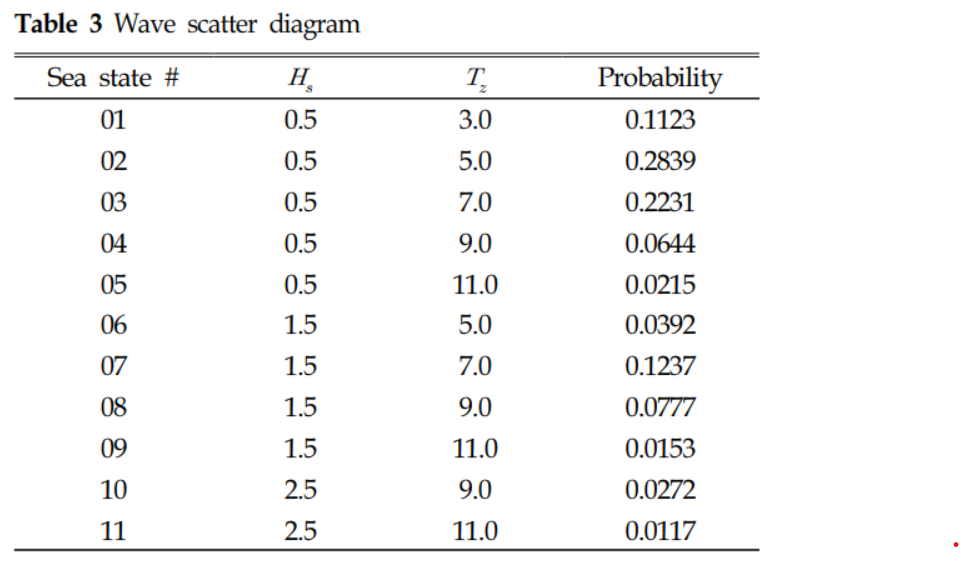 Table 3 Wave scatter diagram
Sea state # H_s T_z Probability
01 0.5 3.0 0.1123
02 0.5 5.0 0.2839
03 0.5 7.0 0.2231
04 0.5 9.0 0.0644
05 0.5 11.0 0.0215
06 1.5 5.0 0.0392
07 1.5 7.0 0.1237
08 1.5 9.0 0.0777
09 1.5 11.0 0.0153
10 2.5 9.0 0.0272
11 2.5 11.0 0.0117